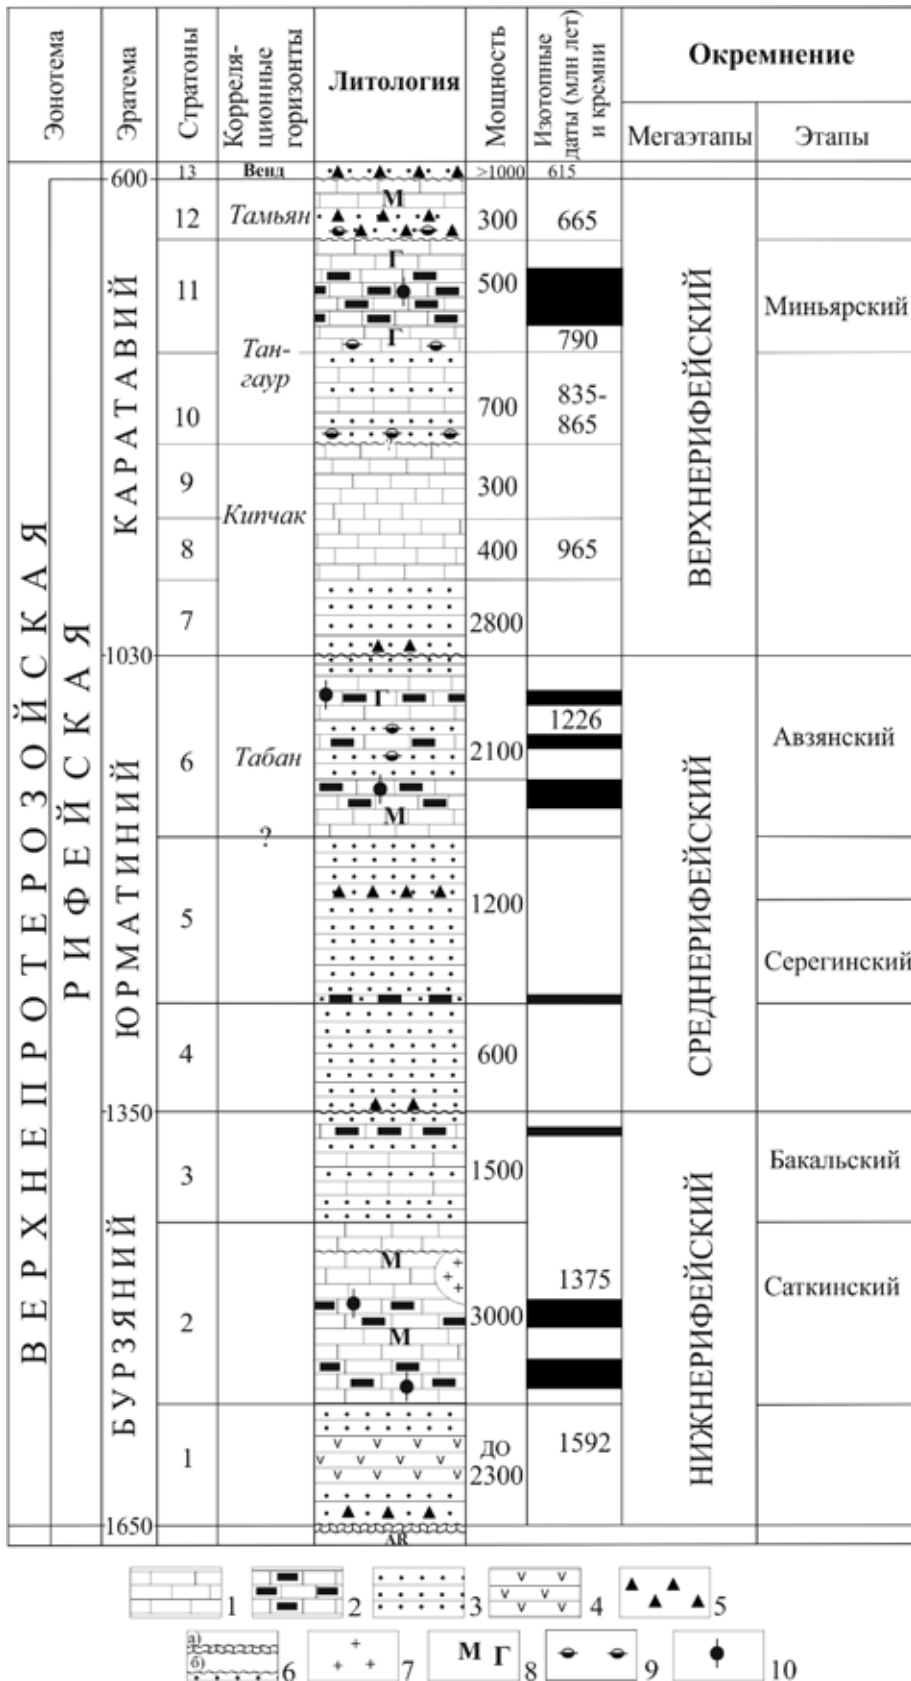 Эонотема
Эратема
Стратоны
Корреля-
ционные
горизонты
Литология
Мощность
Изотопные
даты (млн лет)
и кремни
Окремнение
Мегаэтапы
Этапы
ВЕРХНЕПРОТЕРОЗОЙСКАЯ
РИФЕЙСКАЯ
600
КАРАТАВИЙ
1030
ЮРМАТИНИЙ
1350
БУРЗЯНИЙ
1650
13
Венд
>1000
615
12
Тамьян
М
300
665
11
Г
500
Г
790
Миньярский
Тан-
гаур
10
700
835-
865
9
300
Кипчак
8
400
965
7
2800
ВЕРХНЕРИФЕЙСКИЙ
6
Табан
Г
М
2100
1226
Авзянский
?
5
1200
Серегинский
4
600
СРЕДНЕРИФЕЙСКИЙ
3
1500
Бакальский
2
М
М
3000
1375
Саткинский
1
ДО
2300
1592
НИЖНЕРИФЕЙСКИЙ
AR
1
2
3
4
5
а)
б)
6
7
М Г
8
9
10